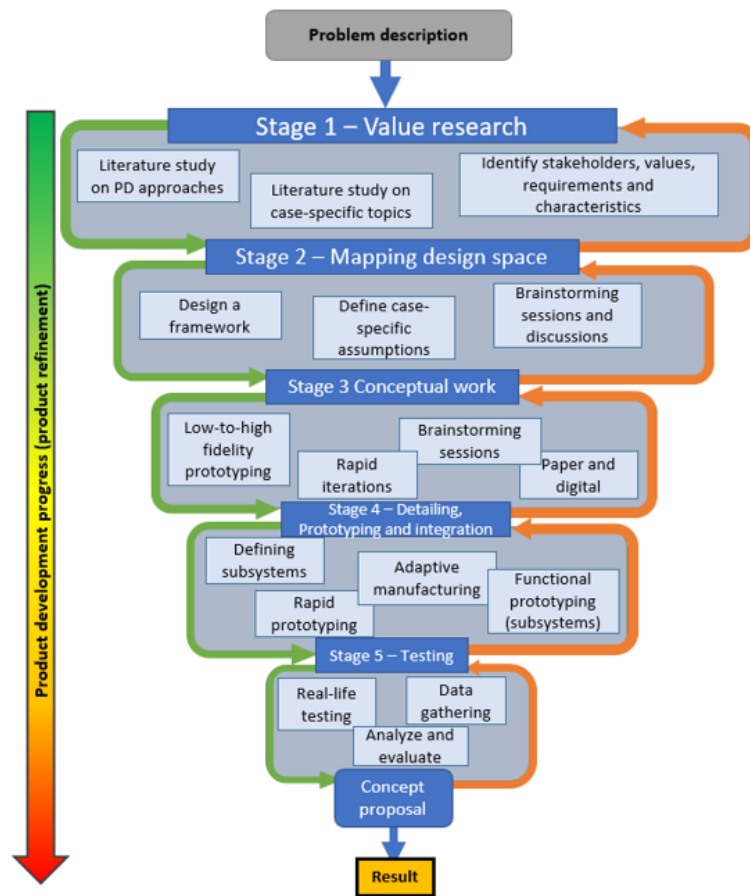 Problem description
Stage 1 – Value research
Literature study
on PD approaches
Literature study on
case-specific topics
Identify stakeholders, values,
requirements and
characteristics
Stage 2 – Mapping design space
Design a
framework
Define case-
specific
assumptions
Brainstorming
sessions and
discussions
Stage 3 Conceptual work
Low-to-high
fidelity
prototyping
Rapid
iterations
Brainstorming
sessions
Paper and
digital
Stage 4 – Detailing,
Prototyping and integration
Defining
subsystems
Rapid
prototyping
Adaptive
manufacturing
Functional
prototyping
(subsystems)
Stage 5 – Testing
Real-life
testing
Data
gathering
Analyze and
evaluate
Concept
proposal
Result
Product development progress (product refinement)